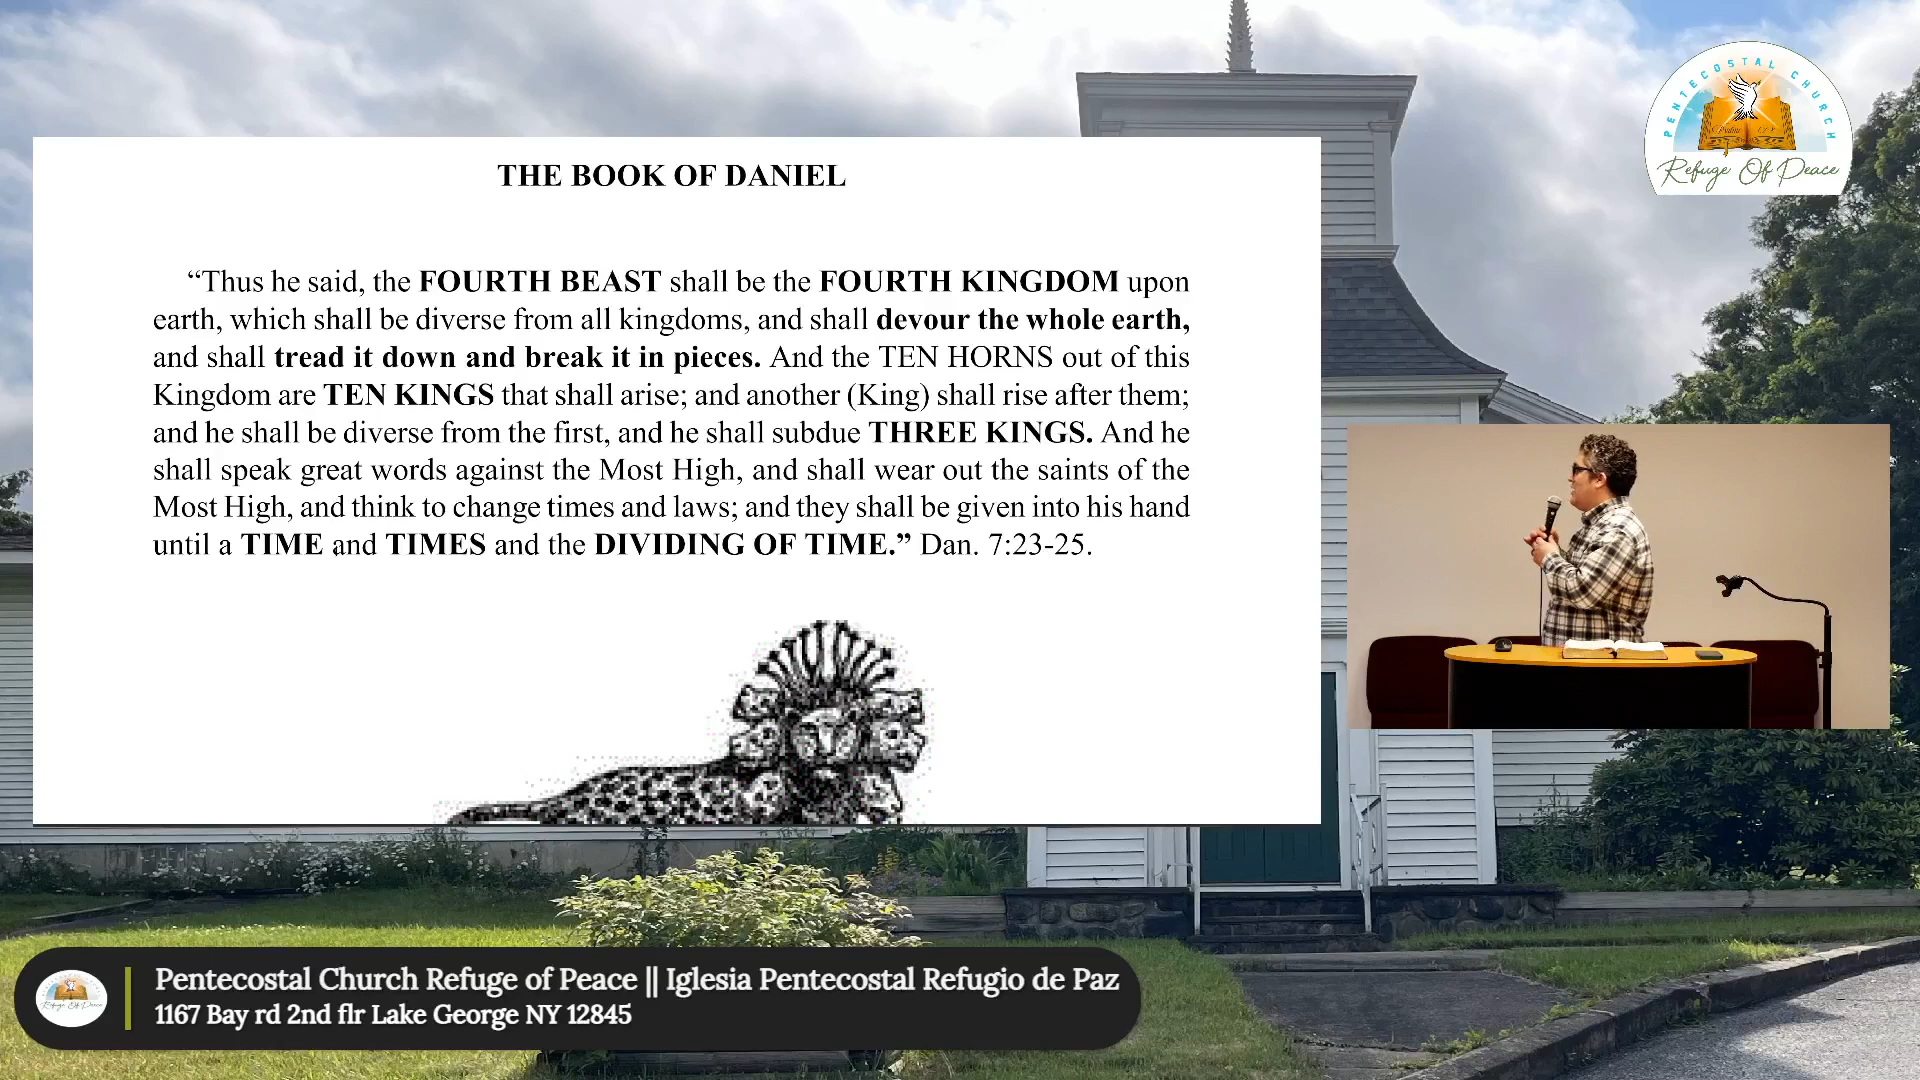 PENTECOSTAL CHURCH
Refuge Of Peace
THE BOOK OF DANIEL
“Thus he said, the FOURTH BEAST shall be the FOURTH KINGDOM upon
earth, which shall be diverse from all kingdoms, and shall devour the whole earth,
and shall tread it down and break it in pieces. And the TEN HORNS out of this
Kingdom are TEN KINGS that shall arise; and another (King) shall rise after them;
and he shall be diverse from the first, and he shall subdue THREE KINGS. And he
shall speak great words against the Most High, and shall wear out the saints of the
Most High, and think to change times and laws; and they shall be given into his hand
until a TIME and TIMES and the DIVIDING OF TIME.” Dan. 7:23-25.
Pentecostal Church Refuge of Peace || Iglesia Pentecostal Refugio de Paz
1167 Bay rd 2nd flr Lake George NY 12845